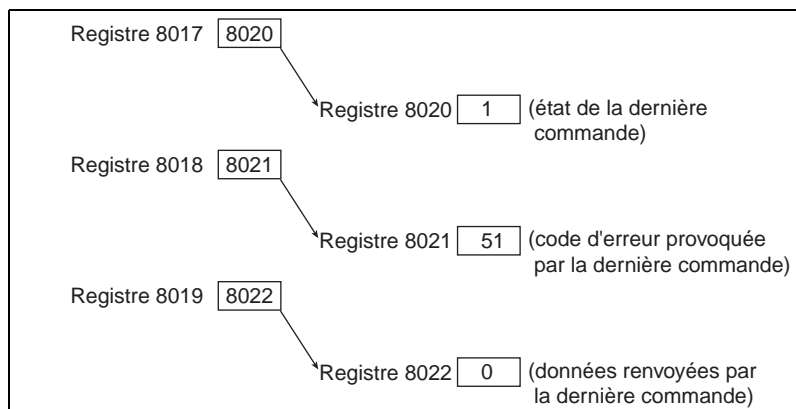 Registre 8017 8020
Registre 8020 1 (état de la dernière
commande)
Registre 8018 8021
Registre 8021 51 (code d'erreur provoquée
par la dernière commande)
Registre 8019 8022
Registre 8022 0 (données renvoyées par
la dernière commande)